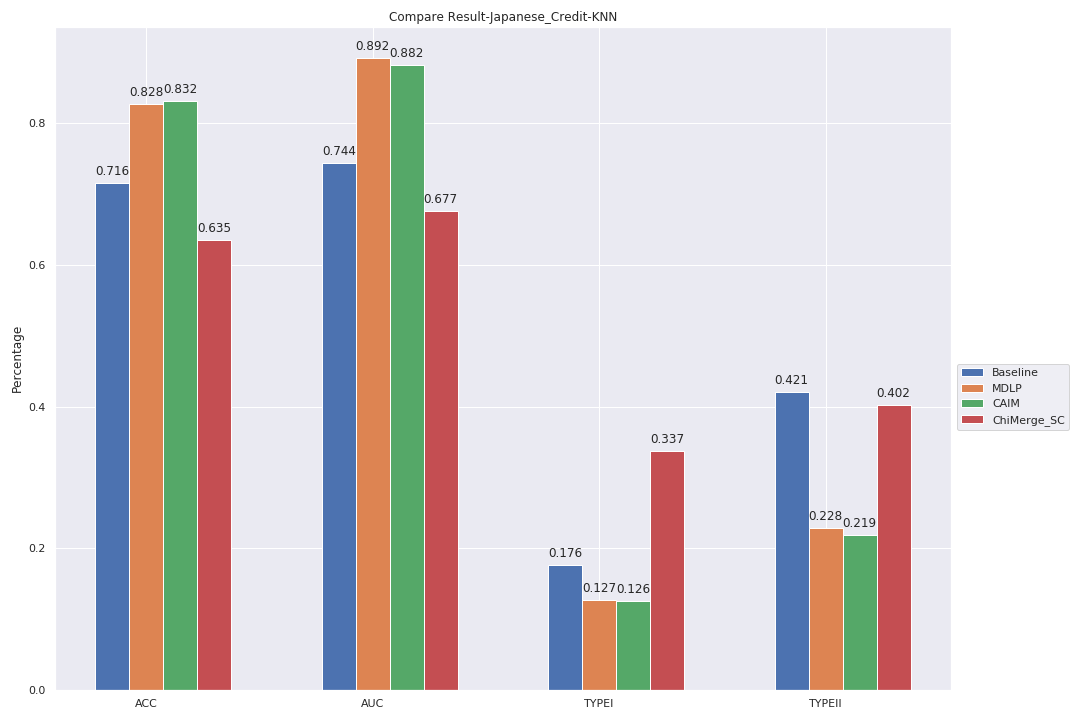 Compare Result-Japanese_Credit-KNN
Percentage
0.8
0.6
0.4
0.2
0.0
0.716
0.828
0.832
0.635
0.744
0.892
0.882
0.677
0.176
0.127
0.126
0.337
0.421
0.228
0.219
0.402
ACC
AUC
TYPEI
TYPEII
Baseline
MDLP
CAIM
ChiMerge_SC